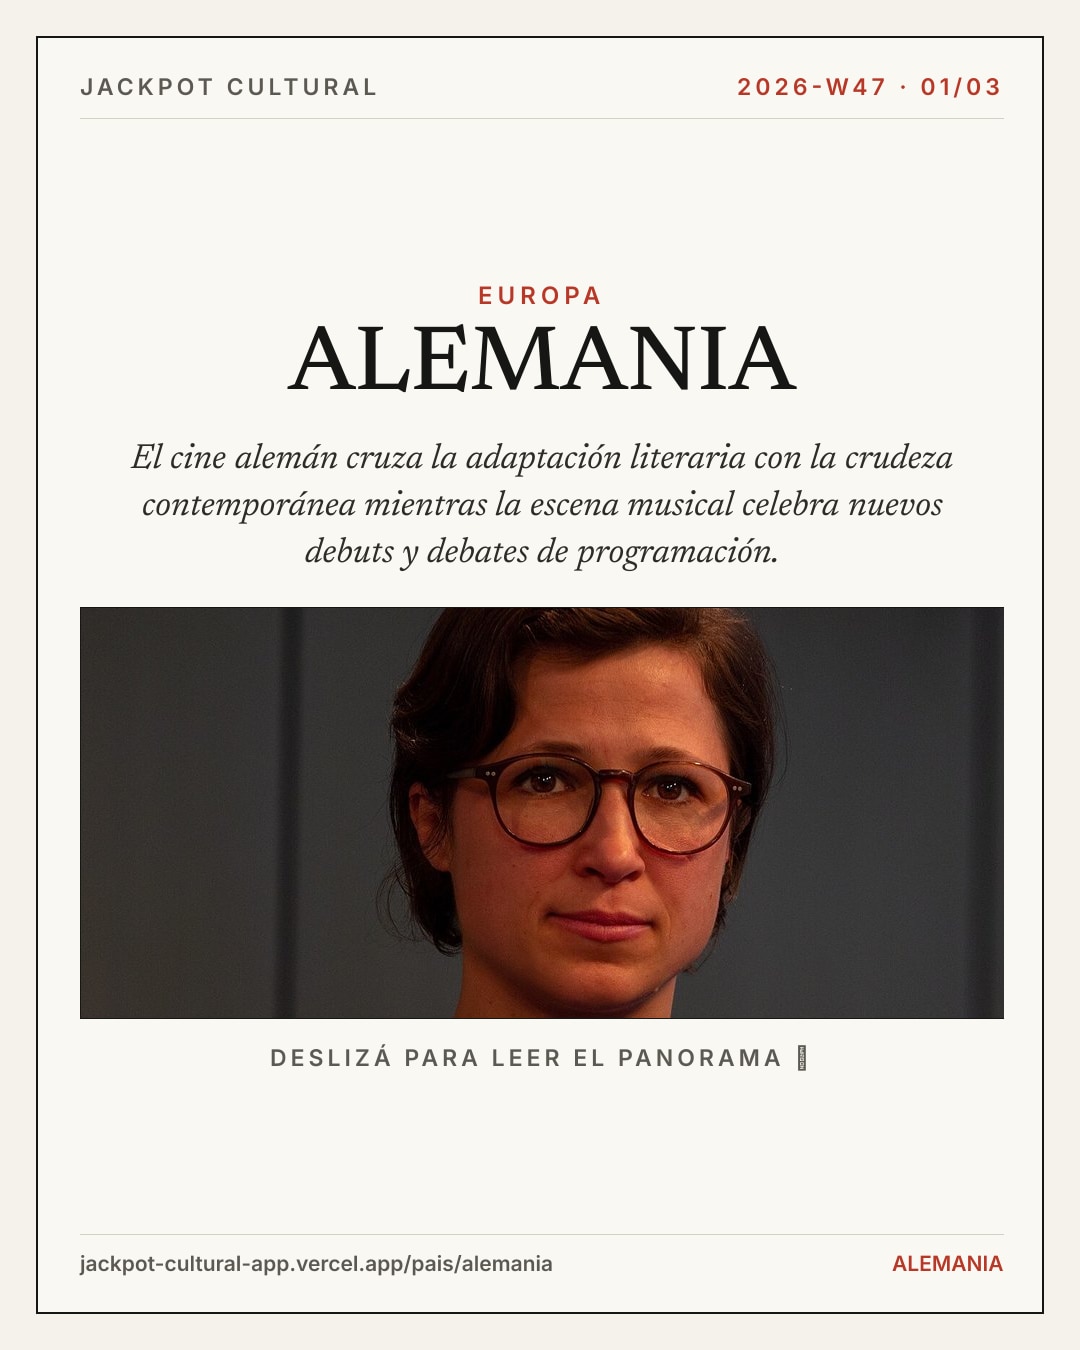 JACKPOT CULTURAL
2026-W47 · 01/03
EUROPA
ALEMANIA
El cine alemán cruza la adaptación literaria con la crudeza
contemporánea mientras la escena musical celebra nuevos
debuts y debates de programación.
DESLIZÁ PARA LEER EL PANORAMA
jackpot-cultural-app.vercel.app/pais/alemania
ALEMANIA